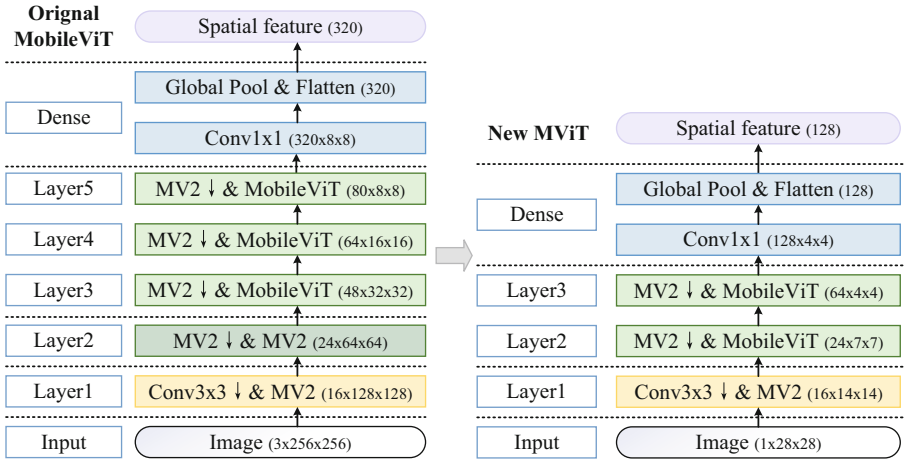 Orignal
MobileViT
Spatial feature (320)
Dense
Global Pool & Flatten (320)
Conv1x1 (320x8x8)
Layer5
MV2 ↓ & MobileViT (80x8x8)
Layer4
MV2 ↓ & MobileViT (64x16x16)
Layer3
MV2 ↓ & MobileViT (48x32x32)
Layer2
MV2 ↓ & MV2 (24x64x64)
Layer1
Conv3x3 ↓ & MV2 (16x128x128)
Input
Image (3x256x256)
New MViT
Spatial feature (128)
Dense
Global Pool & Flatten (128)
Conv1x1 (128x4x4)
Layer3
MV2 ↓ & MobileViT (64x4x4)
Layer2
MV2 ↓ & MobileViT (24x7x7)
Layer1
Conv3x3 ↓ & MV2 (16x14x14)
Input
Image (1x28x28)